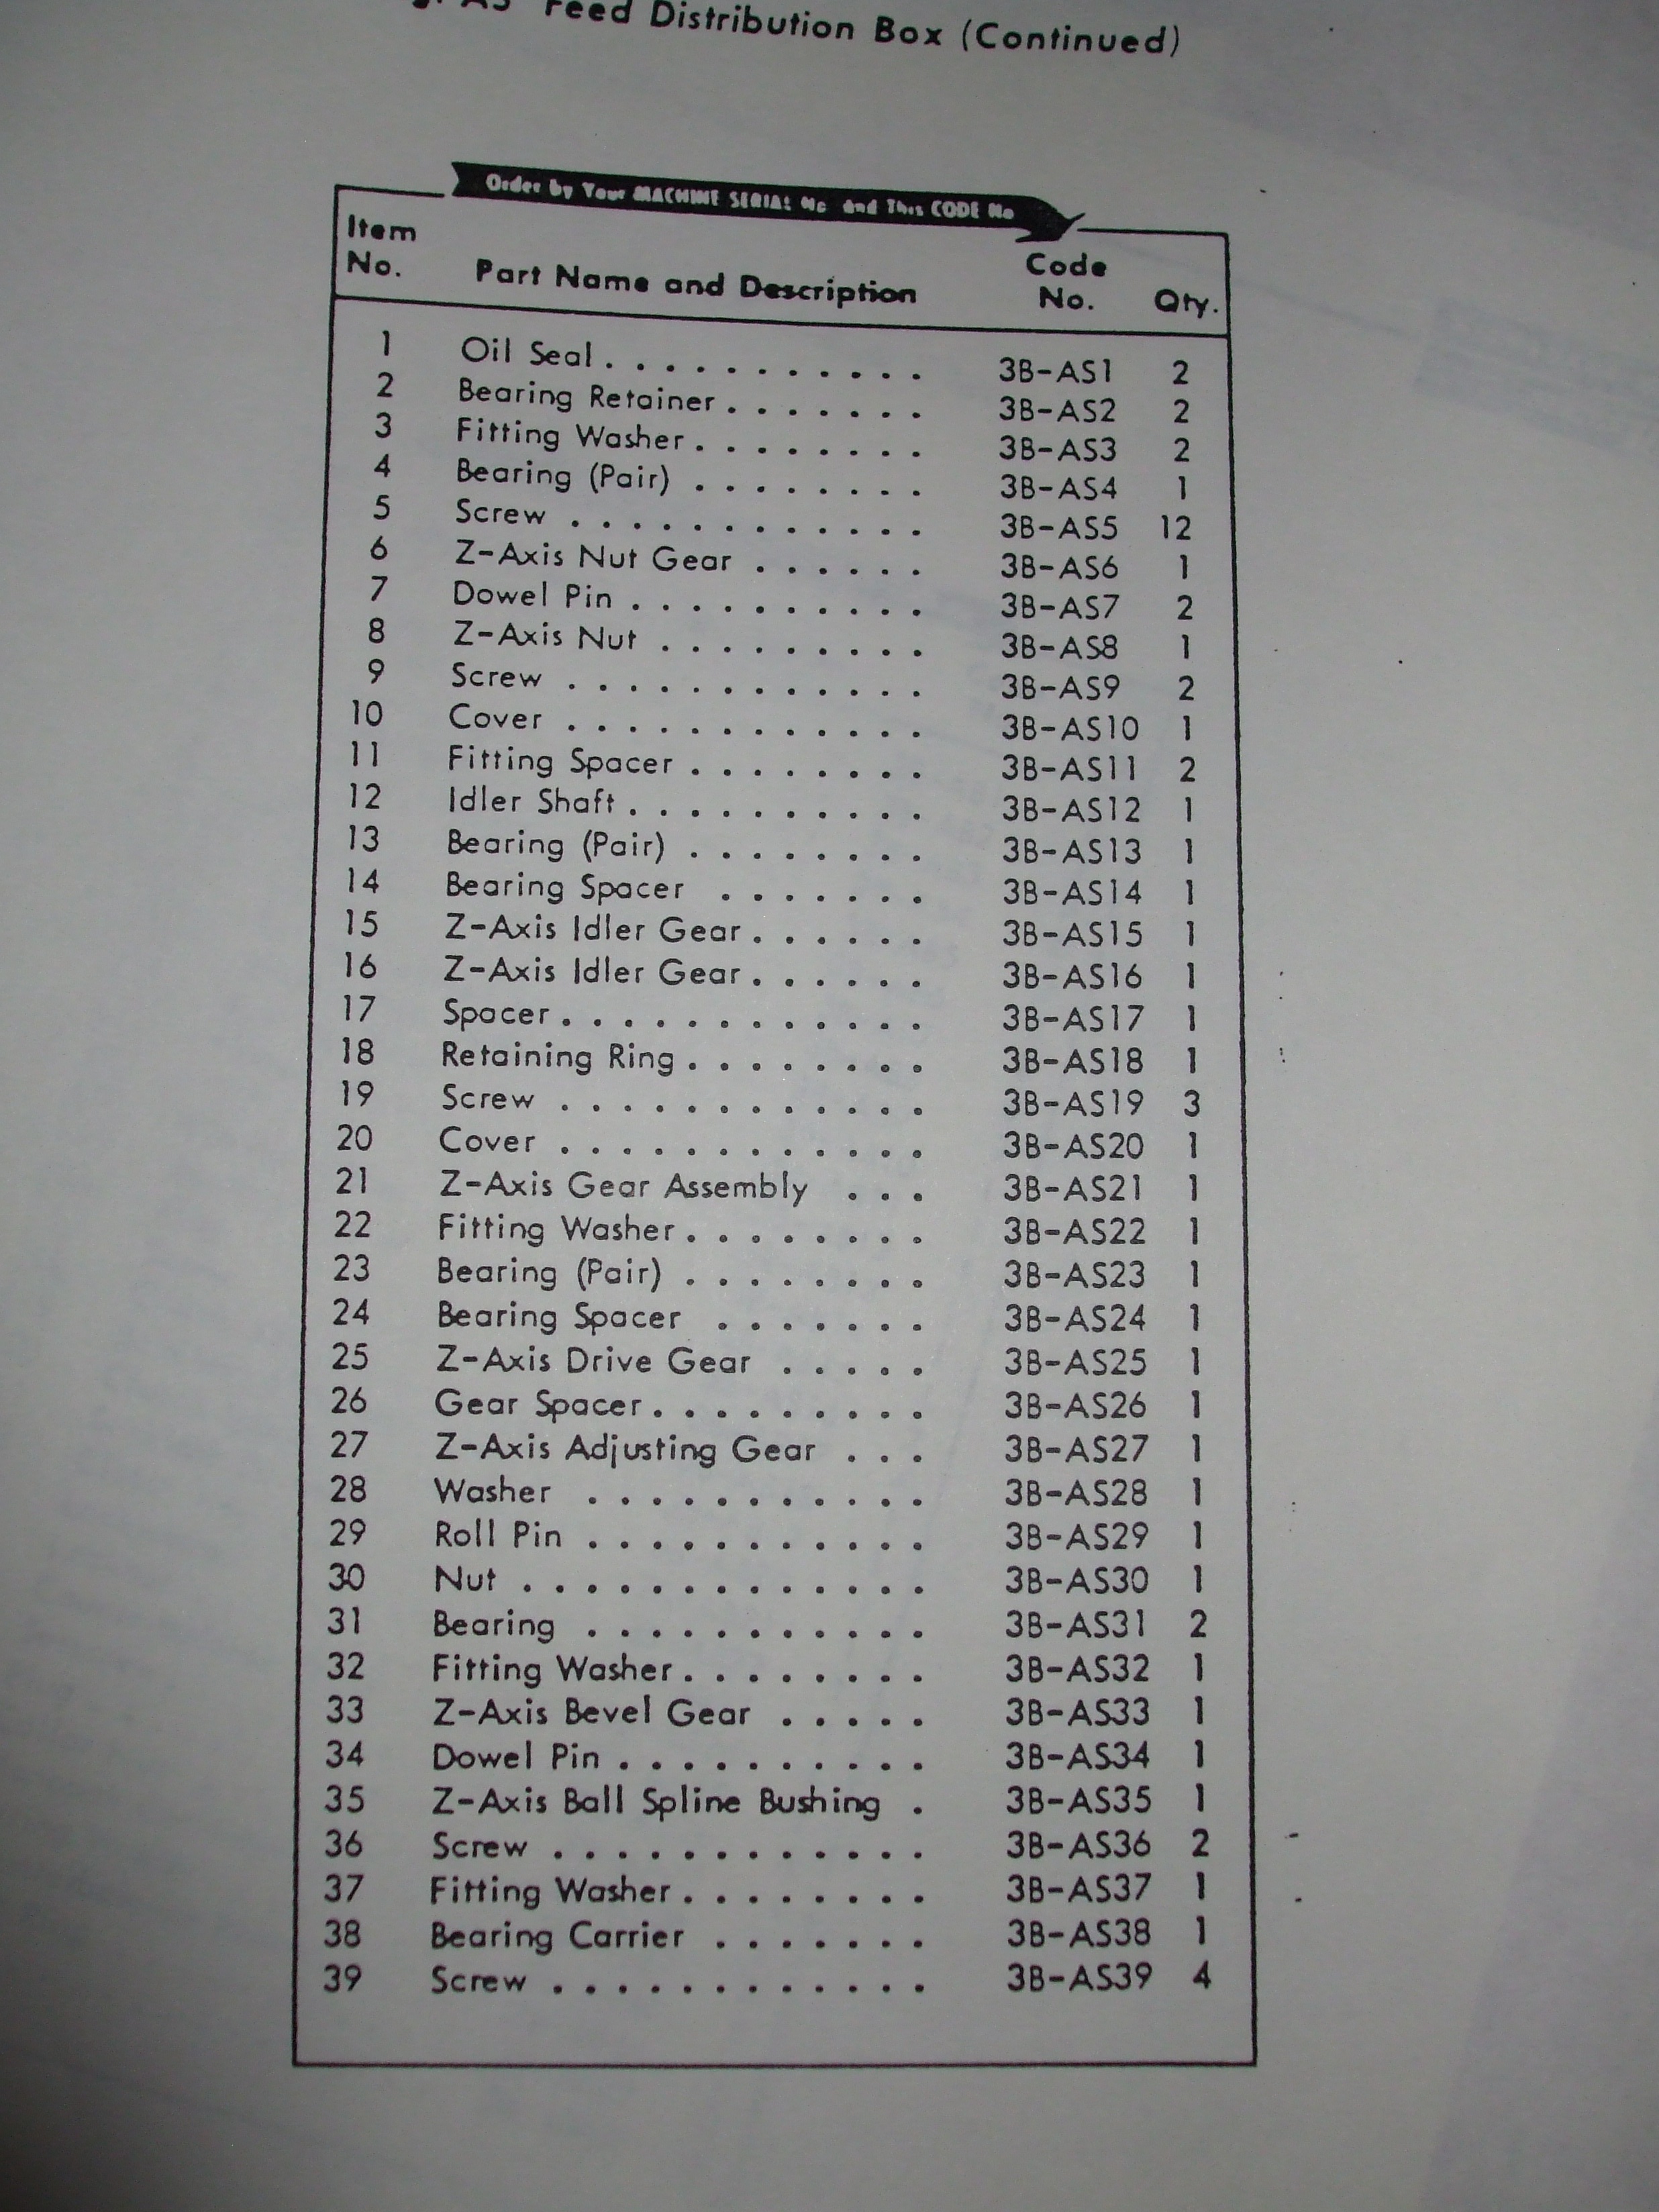 AS Feed Distribution Box (Continued)
Order by Your MACHINE SERIAL No and This CODE No
Item No. Part Name and Description Code No. Qty.
1 Oil Seal . . . . . . . . . . . 3B-AS1 2
2 Bearing Retainer . . . . . . . 3B-AS2 2
3 Fitting Washer . . . . . . . . 3B-AS3 2
4 Bearing (Pair) . . . . . . . . 3B-AS4 1
5 Screw . . . . . . . . . . . . 3B-AS5 12
6 Z-Axis Nut Gear . . . . . . 3B-AS6 1
7 Dowel Pin . . . . . . . . . . 3B-AS7 2
8 Z-Axis Nut . . . . . . . . . 3B-AS8 1
9 Screw . . . . . . . . . . . . 3B-AS9 2
10 Cover . . . . . . . . . . . . 3B-AS10 1
11 Fitting Spacer . . . . . . . . 3B-AS11 2
12 Idler Shaft . . . . . . . . . . 3B-AS12 1
13 Bearing (Pair) . . . . . . . . 3B-AS13 1
14 Bearing Spacer . . . . . . . 3B-AS14 1
15 Z-Axis Idler Gear . . . . . . 3B-AS15 1
16 Z-Axis Idler Gear . . . . . . 3B-AS16 1
17 Spacer . . . . . . . . . . . . 3B-AS17 1
18 Retaining Ring . . . . . . . . 3B-AS18 1
19 Screw . . . . . . . . . . . . 3B-AS19 3
20 Cover . . . . . . . . . . . . 3B-AS20 1
21 Z-Axis Gear Assembly . . . 3B-AS21 1
22 Fitting Washer . . . . . . . . 3B-AS22 1
23 Bearing (Pair) . . . . . . . . 3B-AS23 1
24 Bearing Spacer . . . . . . . 3B-AS24 1
25 Z-Axis Drive Gear . . . . . 3B-AS25 1
26 Gear Spacer . . . . . . . . . 3B-AS26 1
27 Z-Axis Adjusting Gear . . . 3B-AS27 1
28 Washer . . . . . . . . . . . 3B-AS28 1
29 Roll Pin . . . . . . . . . . . 3B-AS29 1
30 Nut . . . . . . . . . . . . . 3B-AS30 1
31 Bearing . . . . . . . . . . . 3B-AS31 2
32 Fitting Washer . . . . . . . . 3B-AS32 1
33 Z-Axis Bevel Gear . . . . . 3B-AS33 1
34 Dowel Pin . . . . . . . . . . 3B-AS34 1
35 Z-Axis Ball Spline Bushing . 3B-AS35 1
36 Screw . . . . . . . . . . . . 3B-AS36 2
37 Fitting Washer . . . . . . . . 3B-AS37 1
38 Bearing Carrier . . . . . . . 3B-AS38 1
39 Screw . . . . . . . . . . . . 3B-AS39 4